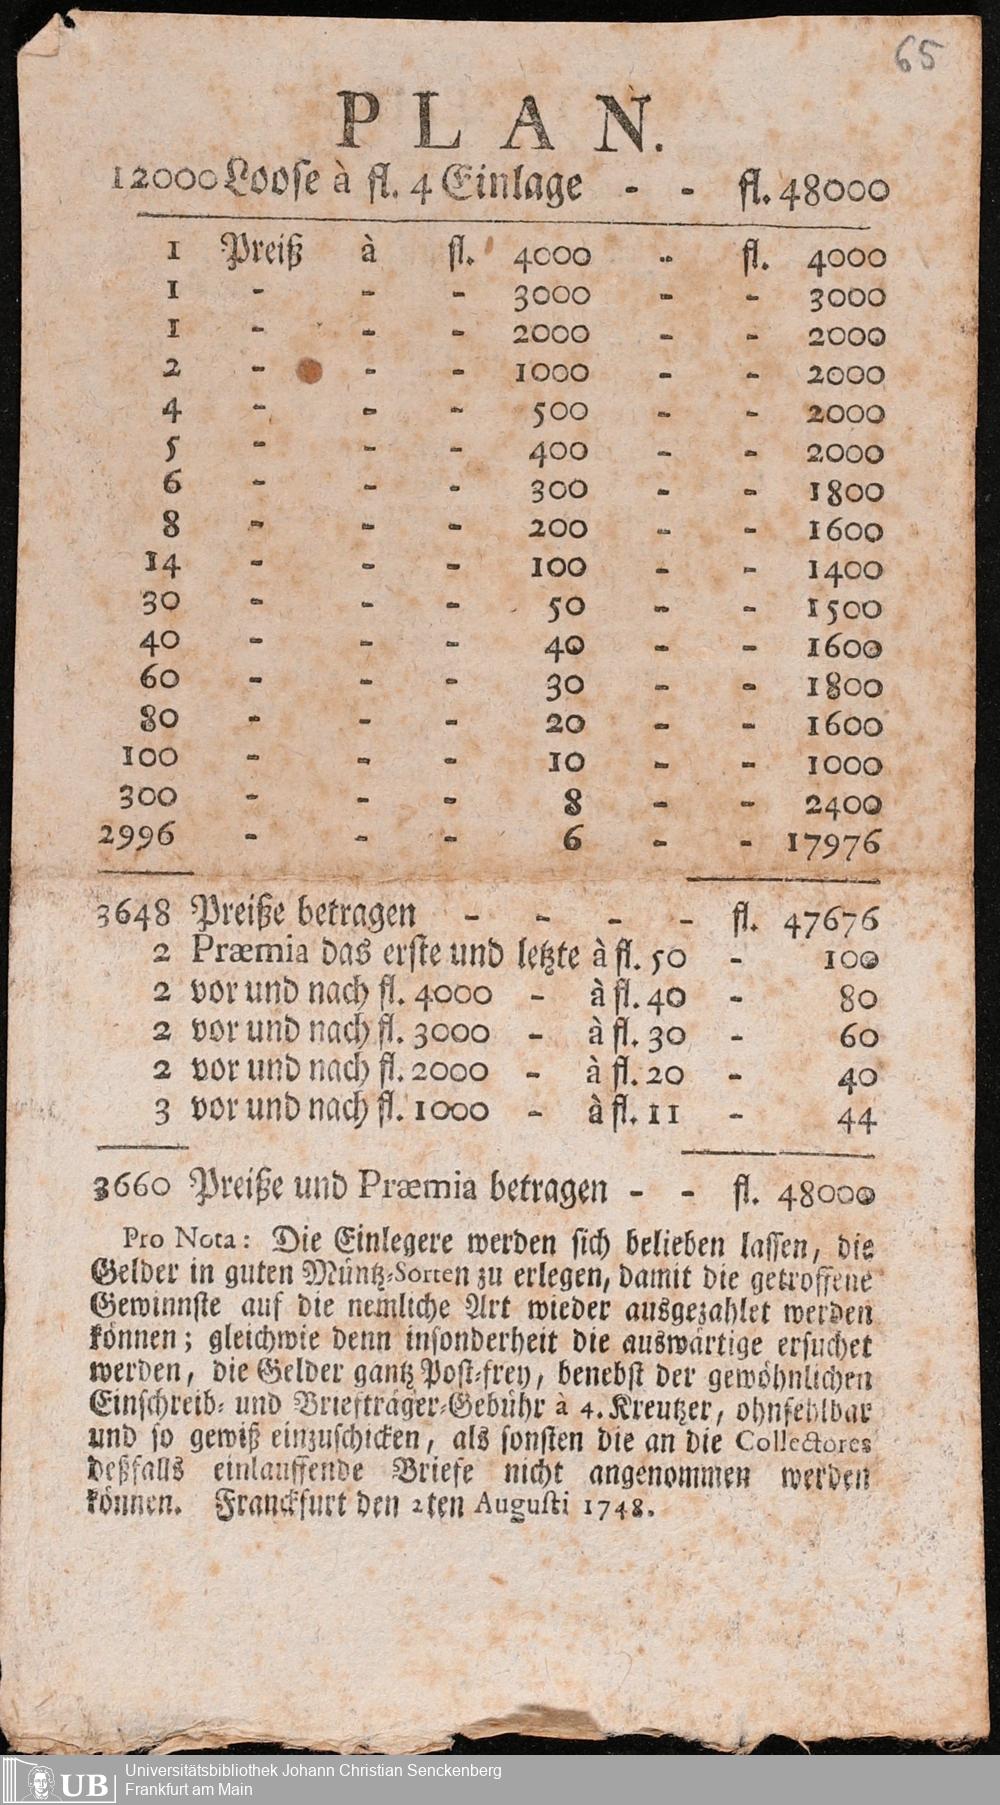 65
PLAN.
12000 Looſe à fl. 4 Einlage - - fl. 48000
1 Preiß à fl. 4000 - fl. 4000
1 - - - 3000 - - 3000
1 - - - 2000 - - 2000
2 - - - 1000 - - 2000
4 - - - 500 - - 2000
5 - - - 400 - - 2000
6 - - - 300 - - 1800
8 - - - 200 - - 1600
14 - - - 100 - - 1400
30 - - - 50 - - 1500
40 - - - 40 - - 1600
60 - - - 30 - - 1800
80 - - - 20 - - 1600
100 - - - 10 - - 1000
300 - - - 8 - - 2400
2996 - - - 6 - - 17976
3648 Preiße betragen - - - - fl. 47676
2 Præmia das erſte und letzte à fl. 50 - 100
2 vor und nach fl. 4000 - à fl. 40 - 80
2 vor und nach fl. 3000 - à fl. 30 - 60
2 vor und nach fl. 2000 - à fl. 20 - 40
3 vor und nach fl. 1000 - à fl. 11 - 44
3660 Preiße und Præmia betragen - - fl. 48000
Pro Nota: Die Einlegere werden ſich belieben laſſen, die
Gelder in guten Müntz-Sorten zu erlegen, damit die getroffene
Gewinnſte auf die nemliche Art wieder ausgezahlet werden
können; gleichwie denn inſonderheit die auswärtige erſuchet
werden, die Gelder gantz Poſt-frey, benebſt der gewöhnlichen
Einſchreib- und Briefträger-Gebühr à 4. Kreutzer, ohnfehlbar
und ſo gewiß einzuſchicken, als ſonſten die an die Collectores
deßfalls einlauffende Briefe nicht angenommen werden
können. Franckfurt den 2ten Auguſti 1748.
UB Universitätsbibliothek Johann Christian Senckenberg
Frankfurt am Main